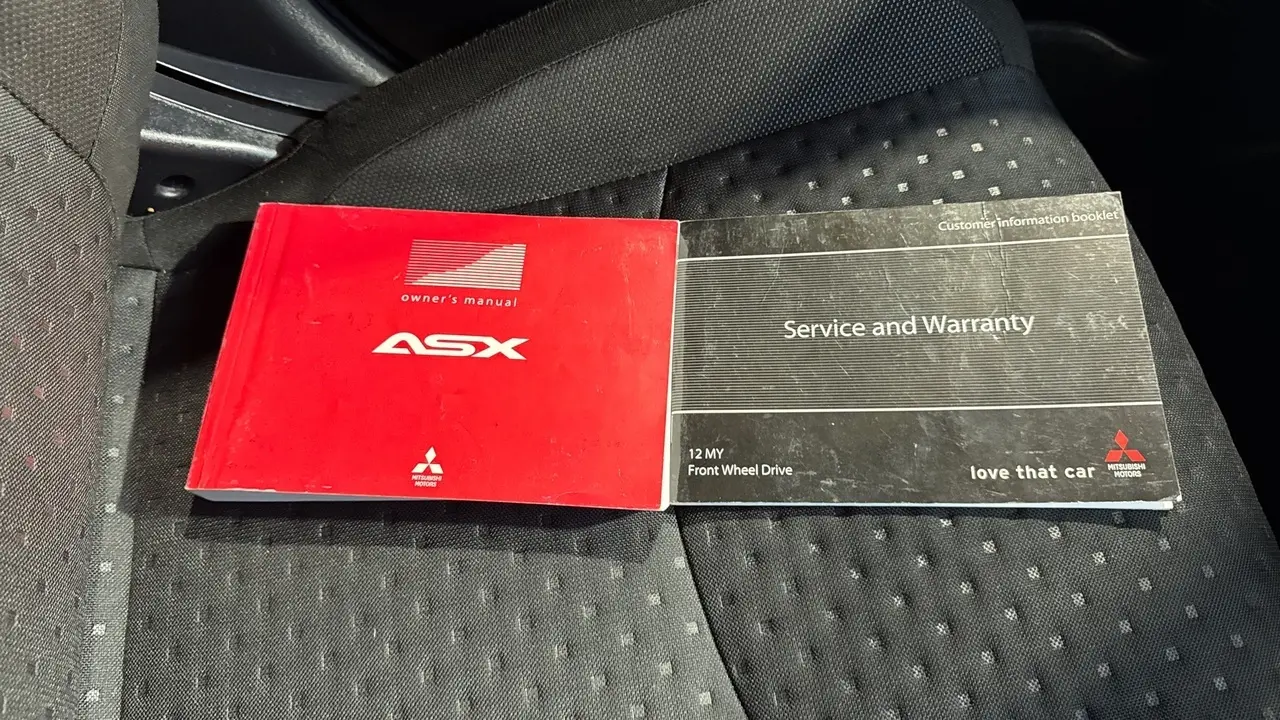 owner's manual
ASX
MITSUBISHI
MOTORS
Customer information booklet
Service and Warranty
12 MY
Front Wheel Drive
love that car
MITSUBISHI
MOTORS